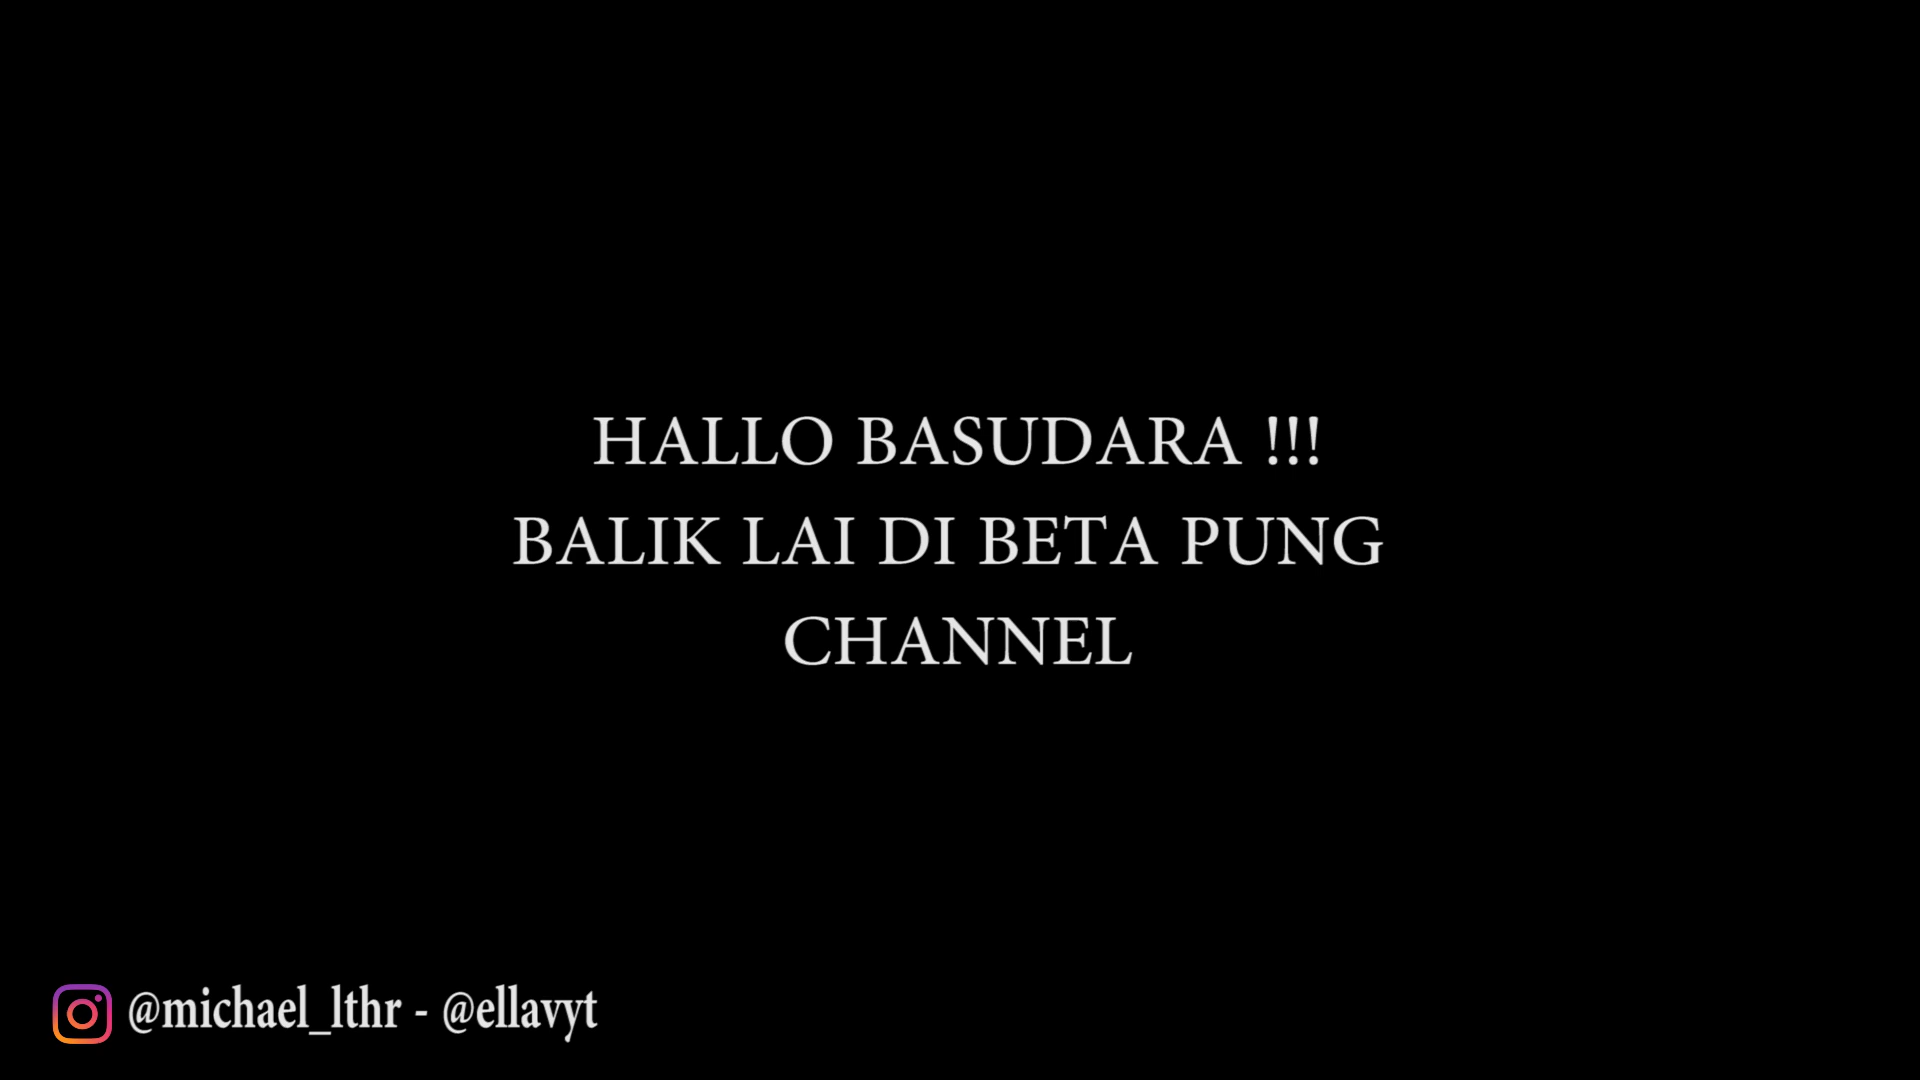 HALLO BASUDARA !!!
BALIK LAI DI BETA PUNG
CHANNEL
@michael_lthr - @ellavyt